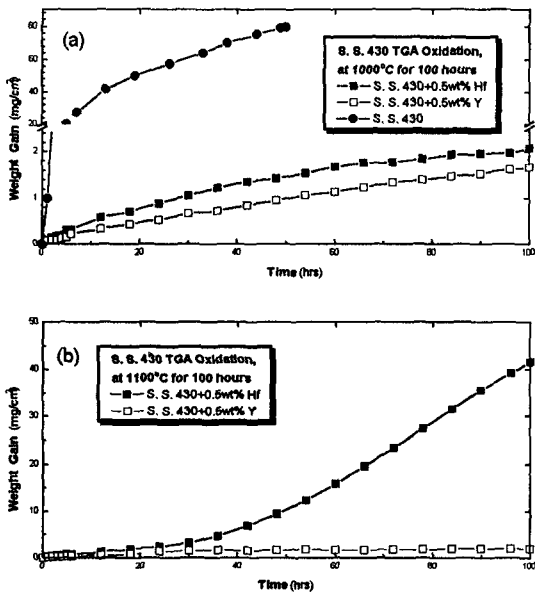 (a)
S. S. 430 TGA Oxidation,
at 1000°C for 100 hours
S. S. 430+0.5wt% Hf
S. S. 430+0.5wt% Y
S. S. 430
Weight Gain (mg/cm²)
60
50
40
30
20
2
1
0
0
20
40
60
80
100
Time (hrs)
(b)
S. S. 430 TGA Oxidation,
at 1100°C for 100 hours
S. S. 430+0.5wt% Hf
S. S. 430+0.5wt% Y
Weight Gain (mg/cm²)
50
40
30
20
10
0
0
20
40
60
80
100
Time (hrs)